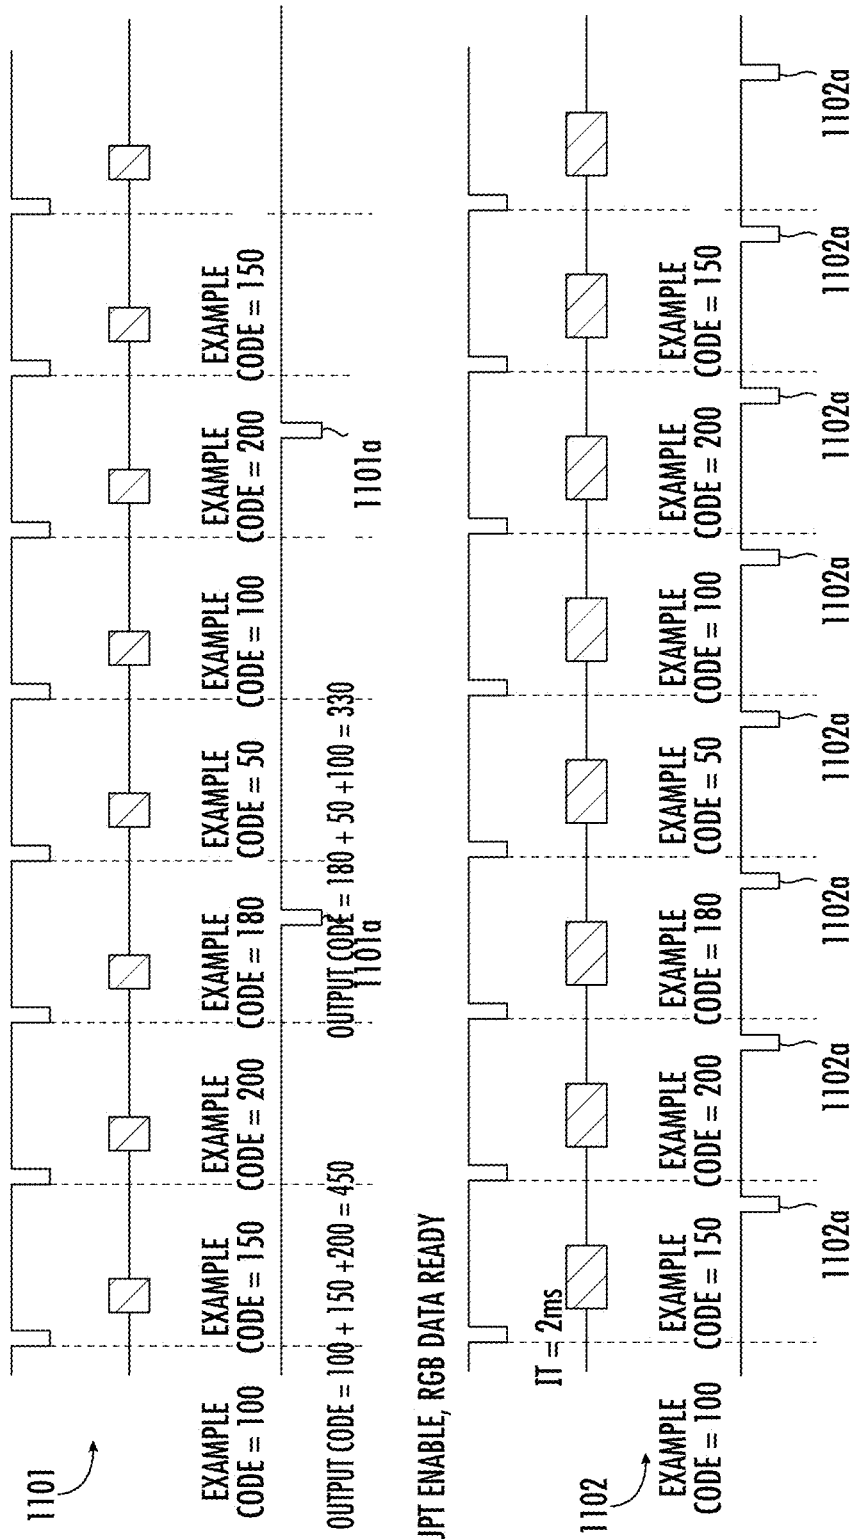 1101
EXAMPLE
CODE = 100
EXAMPLE
CODE = 150
EXAMPLE
CODE = 200
EXAMPLE
CODE = 180
EXAMPLE
CODE = 50
EXAMPLE
CODE = 100
EXAMPLE
CODE = 200
EXAMPLE
CODE = 150
OUTPUT CODE = 100 + 150 +200 = 450
OUTPUT CODE = 180 + 50 +100 = 330
1101a
1101a
ENABLE, RGB DATA READY
IT = 2ms
1102
EXAMPLE
CODE = 100
EXAMPLE
CODE = 150
EXAMPLE
CODE = 200
EXAMPLE
CODE = 180
EXAMPLE
CODE = 50
EXAMPLE
CODE = 100
EXAMPLE
CODE = 200
EXAMPLE
CODE = 150
1102a
1102a
1102a
1102a
1102a
1102a
1102a
1102a